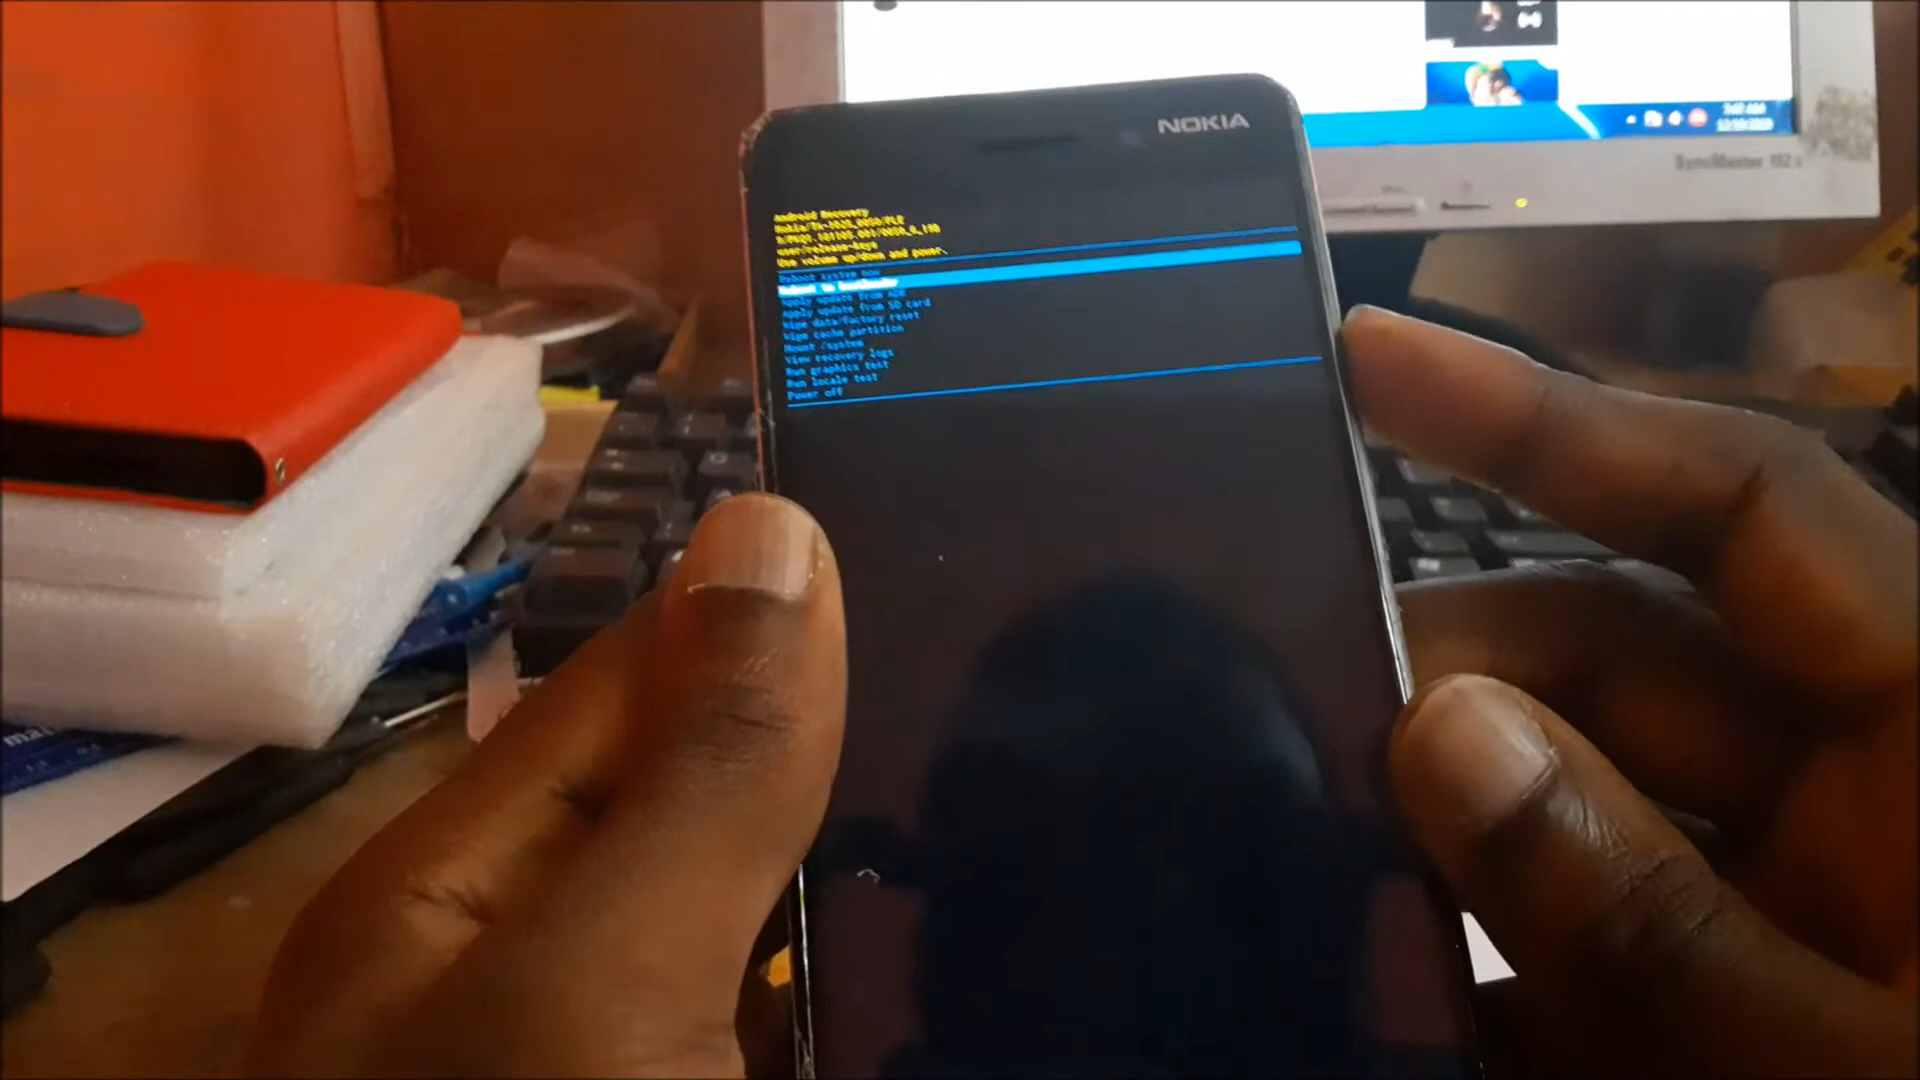 NOKIA
Android Recovery
user/release-keys
Use volume up/down and power.
Reboot system now
Reboot to bootloader
Apply update from ADB
Apply update from SD card
Wipe data/factory reset
Wipe cache partition
Mount /system
View recovery logs
Run graphics test
Run locale test
Power off
SyncMaster